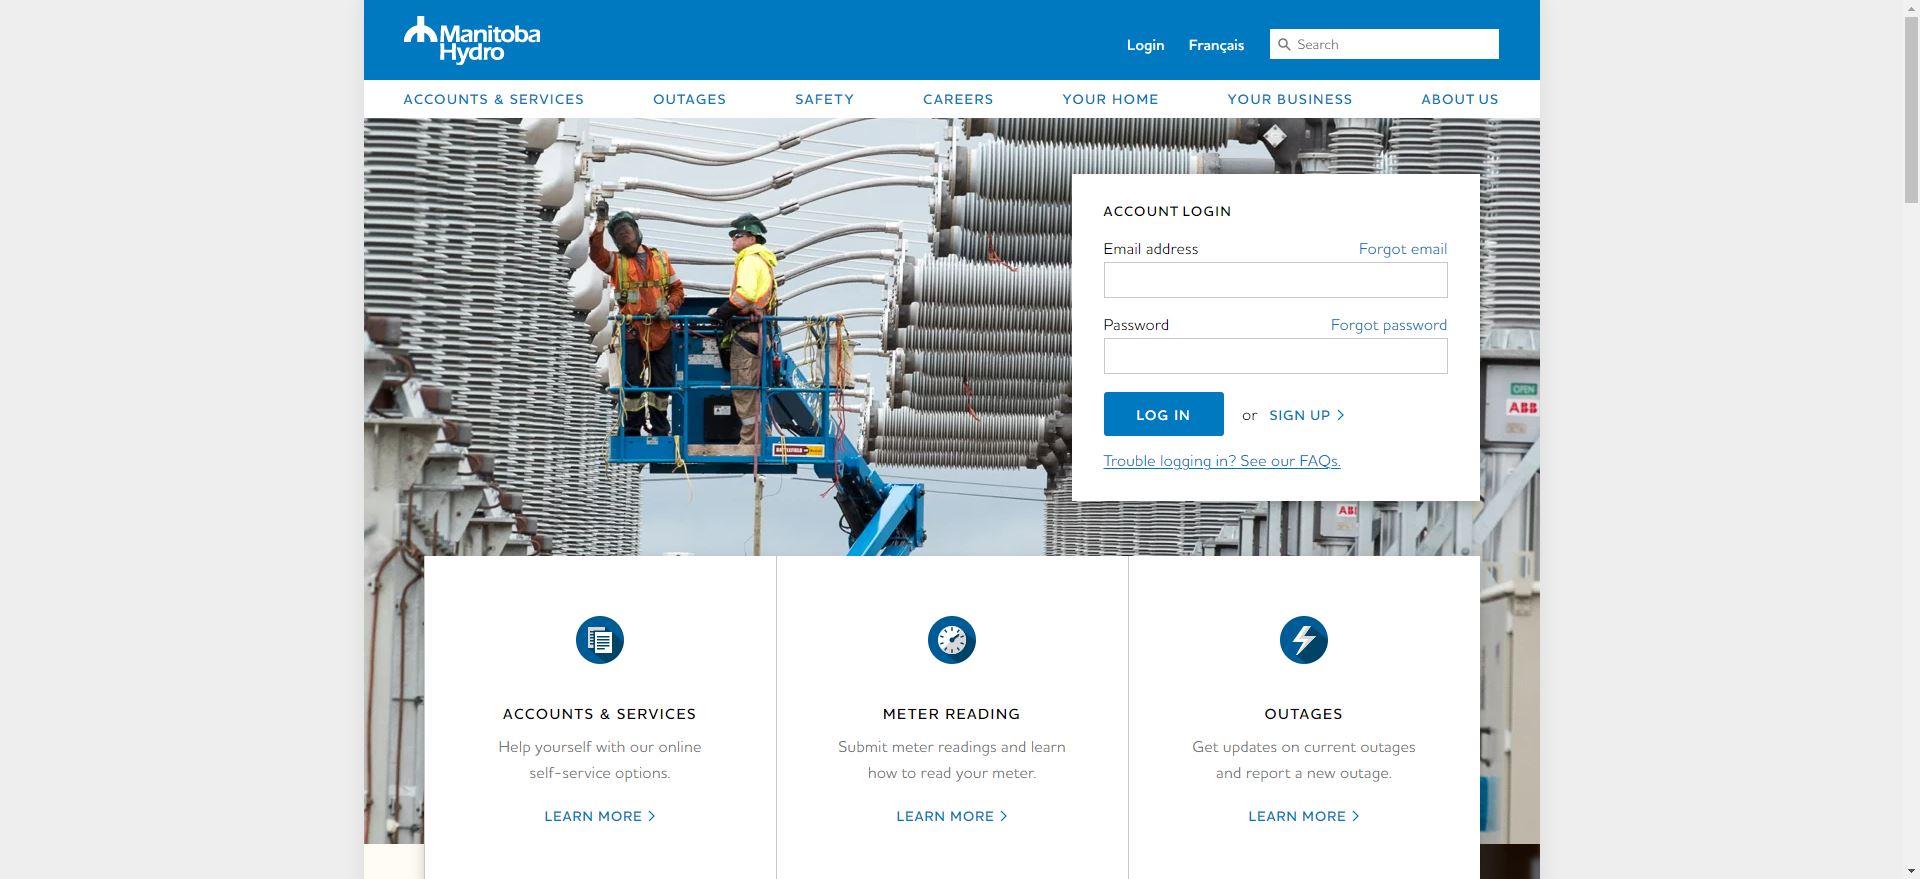 Manitoba
Hydro
Login
Français
Search
ACCOUNTS & SERVICES
OUTAGES
SAFETY
CAREERS
YOUR HOME
YOUR BUSINESS
ABOUT US
ACCOUNT LOGIN
Email address
Forgot email
Password
Forgot password
LOG IN
or
SIGN UP
Trouble logging in? See our FAQs.
OPEN
ABB
ABB
ACCOUNTS & SERVICES
Help yourself with our online
self-service options.
LEARN MORE
METER READING
Submit meter readings and learn
how to read your meter.
LEARN MORE
OUTAGES
Get updates on current outages
and report a new outage.
LEARN MORE